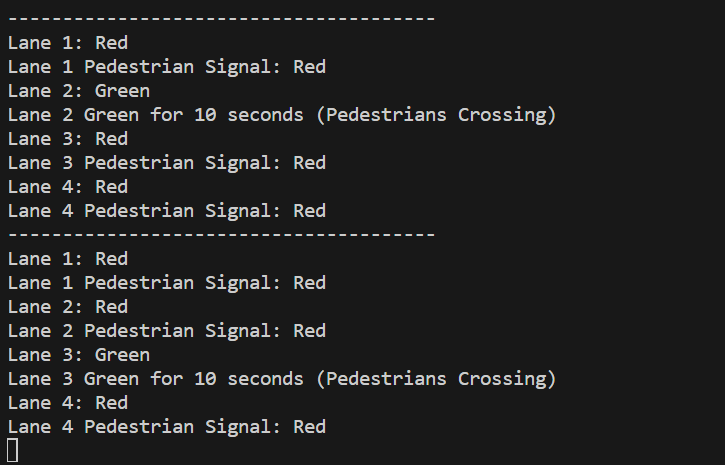 ---------------------------------------
Lane 1: Red
Lane 1 Pedestrian Signal: Red
Lane 2: Green
Lane 2 Green for 10 seconds (Pedestrians Crossing)
Lane 3: Red
Lane 3 Pedestrian Signal: Red
Lane 4: Red
Lane 4 Pedestrian Signal: Red
---------------------------------------
Lane 1: Red
Lane 1 Pedestrian Signal: Red
Lane 2: Red
Lane 2 Pedestrian Signal: Red
Lane 3: Green
Lane 3 Green for 10 seconds (Pedestrians Crossing)
Lane 4: Red
Lane 4 Pedestrian Signal: Red